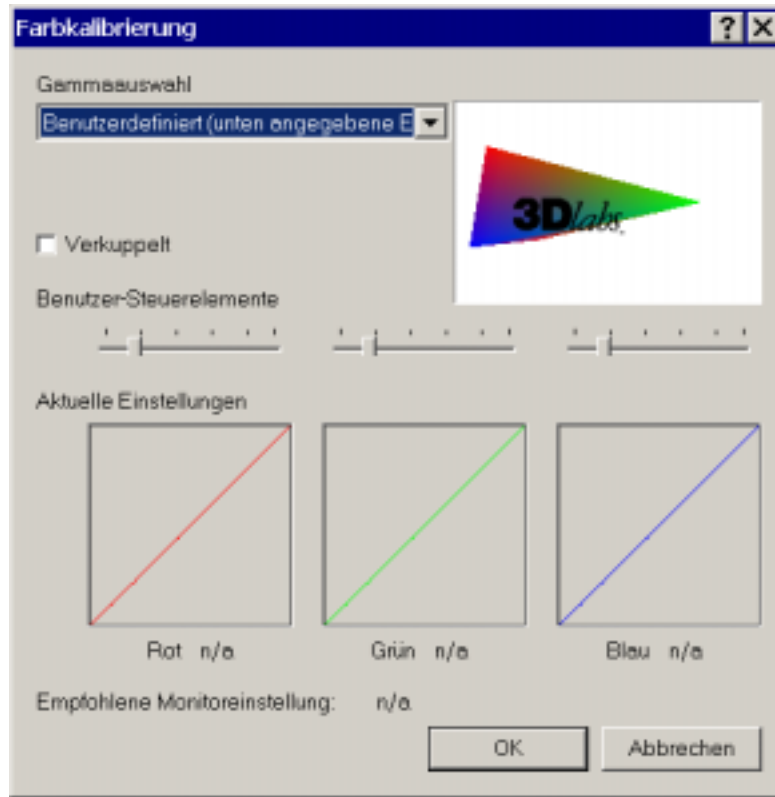 Farbkalibrierung
Gammaauswahl
Benutzerdefiniert (unten angegebene E
3Dlabs.
Verkuppelt
Benutzer-Steuerelemente
Aktuelle Einstellungen
Rot n/a
Grün n/a
Blau n/a
Empfohlene Monitoreinstellung: n/a
OK
Abbrechen